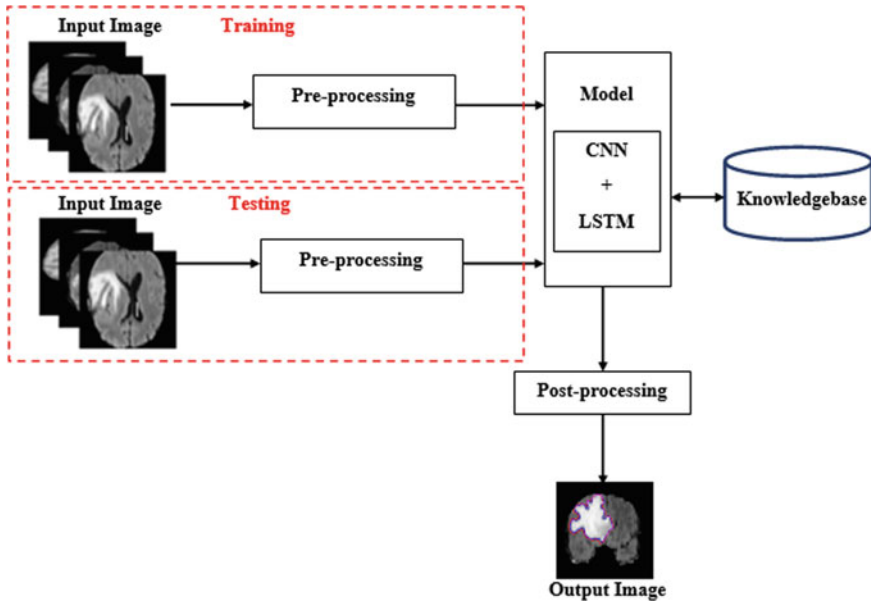 Input Image
Training
Pre-processing
Model
CNN
+
LSTM
Knowledgebase
Input Image
Testing
Pre-processing
Post-processing
Output Image